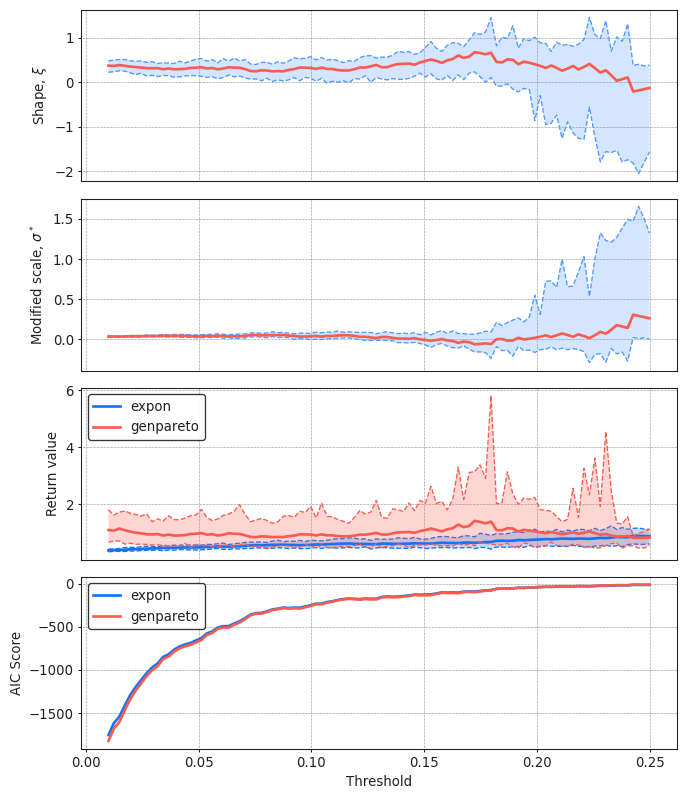 1
0
−1
−2
Shape, ξ
1.5
1.0
0.5
0.0
Modified scale, σ*
6
4
2
Return value
expon
genpareto
0
−500
−1000
−1500
AIC Score
expon
genpareto
0.00
0.05
0.10
0.15
0.20
0.25
Threshold